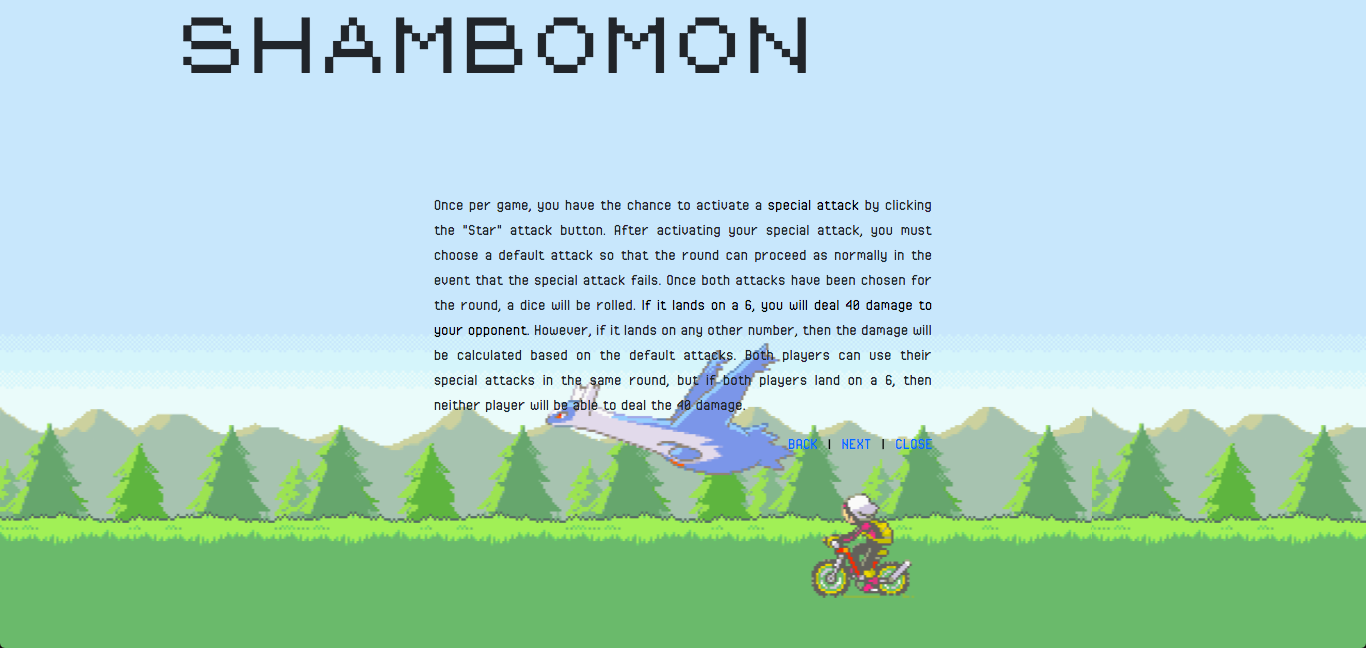 SHAMBOMON
Once per game, you have the chance to activate a special attack by clicking
the "Star" attack button. After activating your special attack, you must
choose a default attack so that the round can proceed as normally in the
event that the special attack fails. Once both attacks have been chosen for
the round, a dice will be rolled. If it lands on a 6, you will deal 40 damage to
your opponent. However, if it lands on any other number, then the damage will
be calculated based on the default attacks. Both players can use their
special attacks in the same round, but if both players land on a 6, then
neither player will be able to deal the 40 damage.
BACK | NEXT | CLOSE